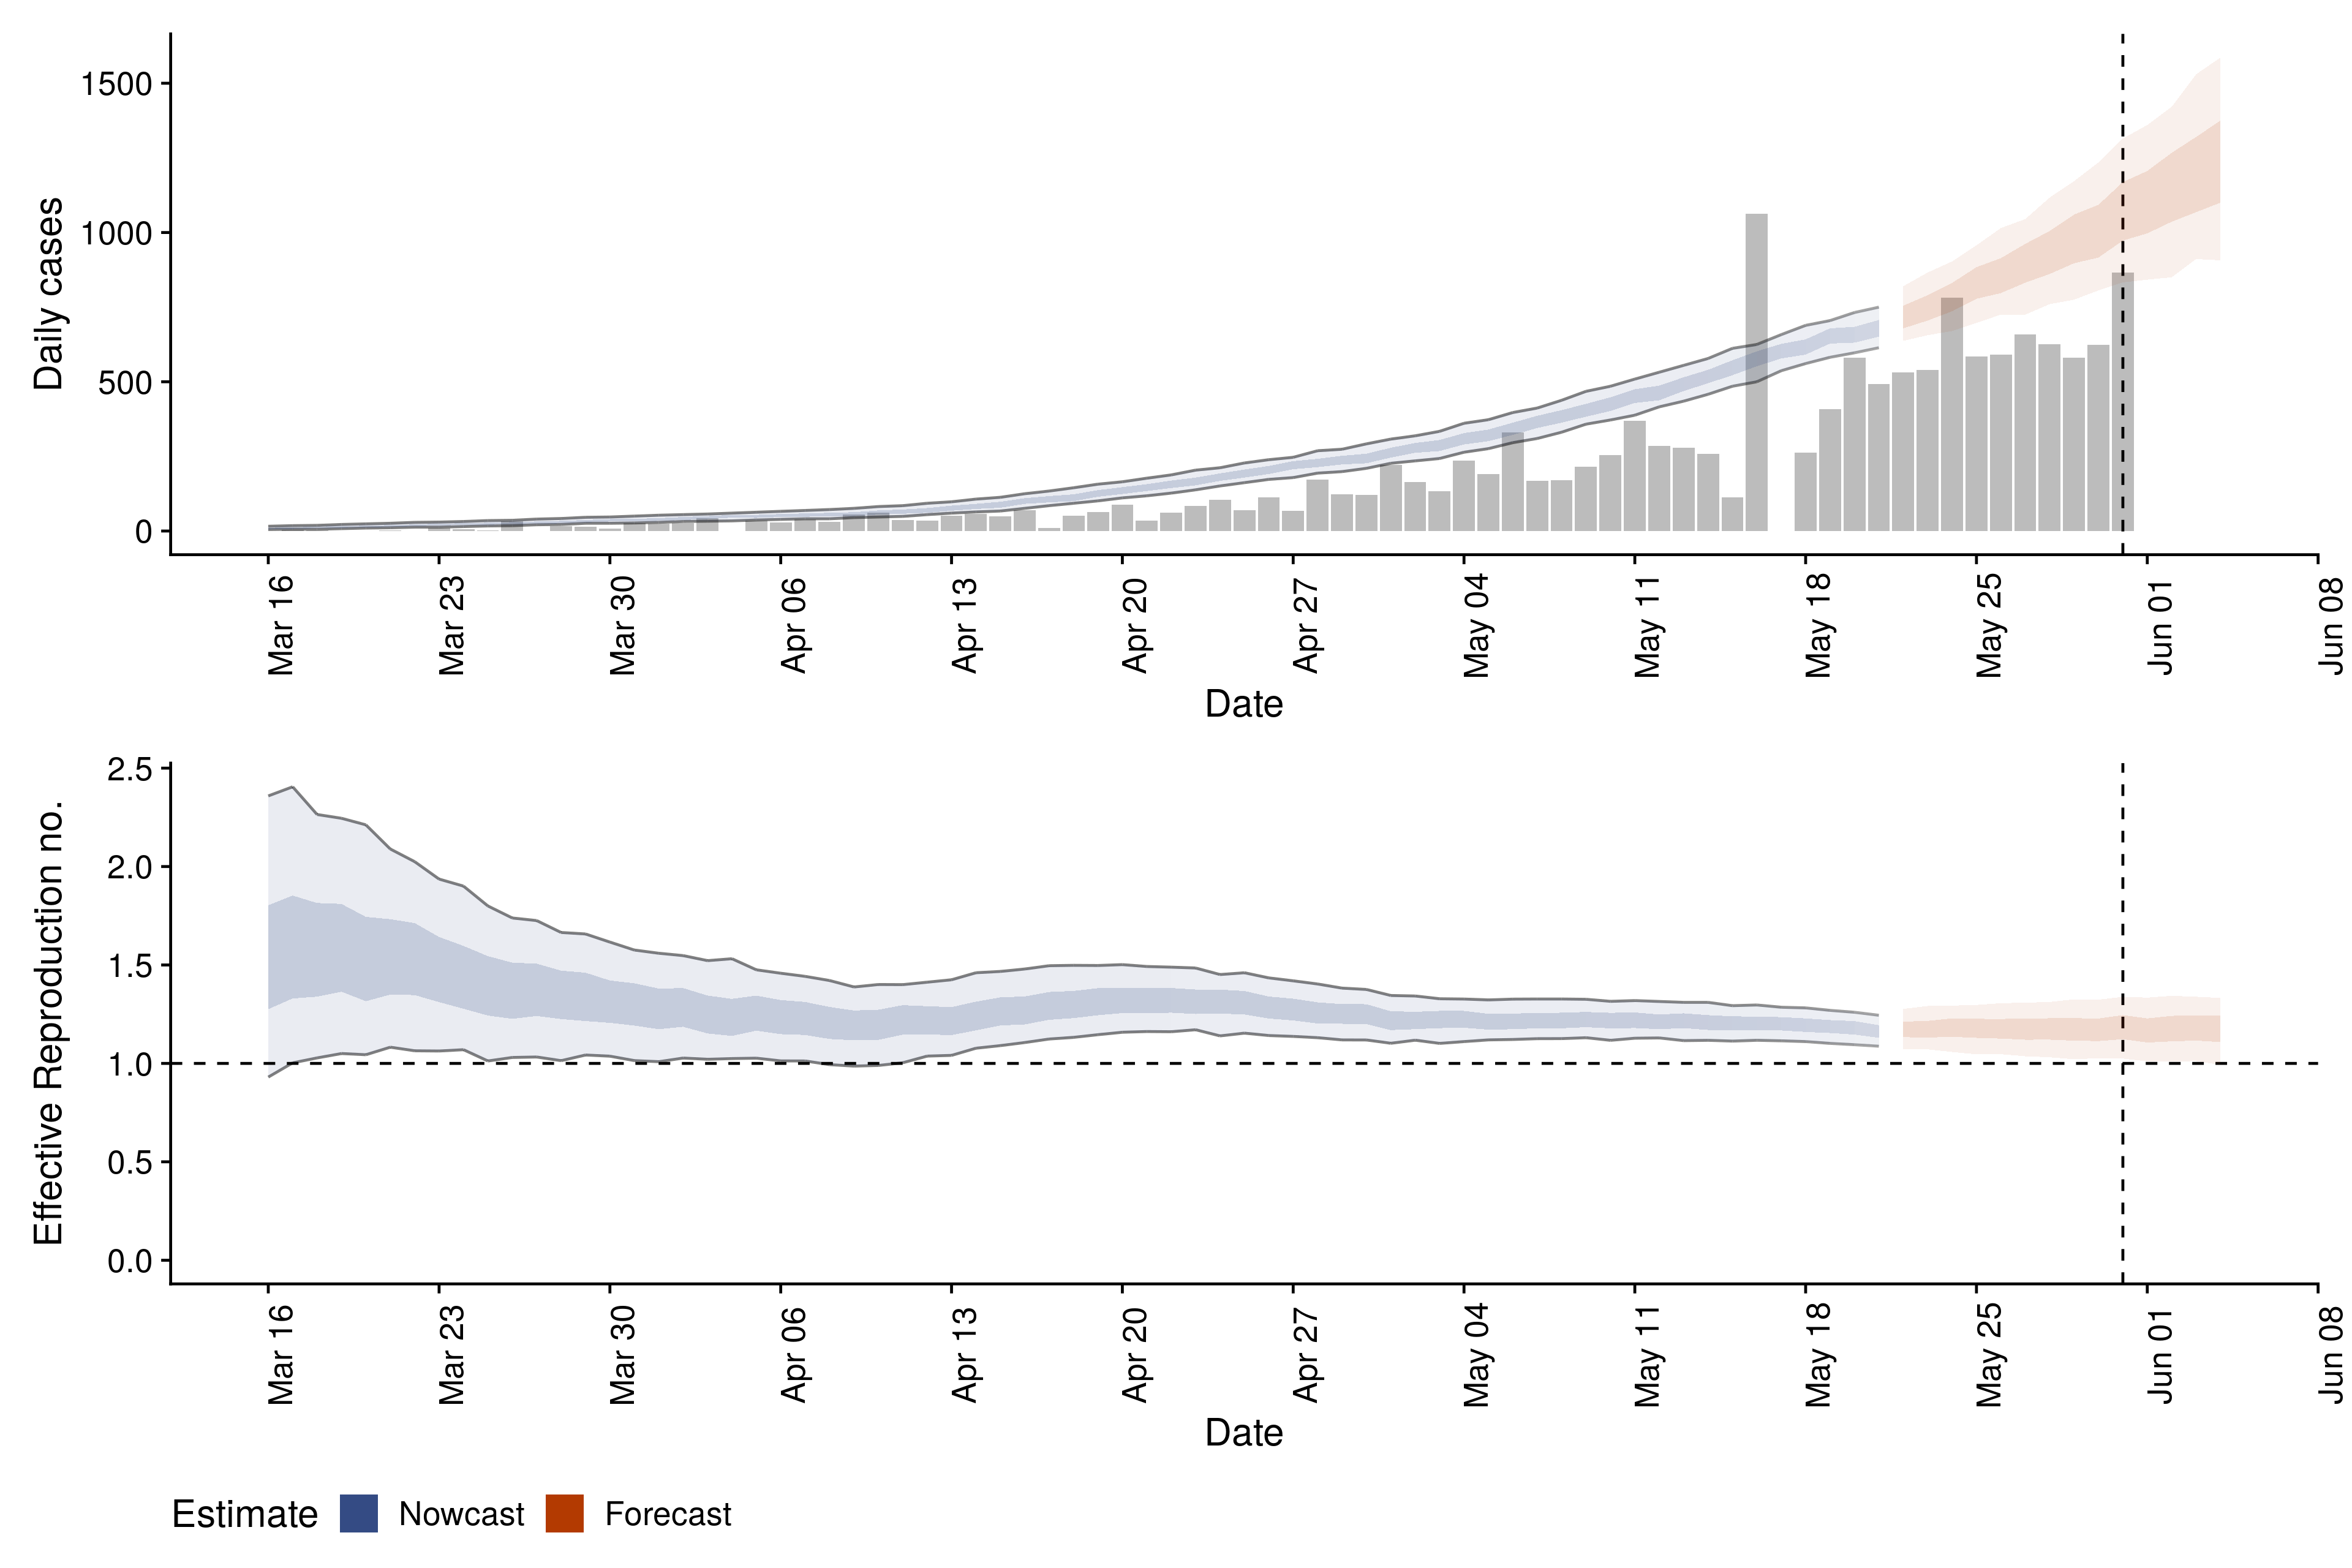 Daily cases
1500
1000
500
0
Mar 16
Mar 23
Mar 30
Apr 06
Apr 13
Apr 20
Apr 27
May 04
May 11
May 18
May 25
Jun 01
Jun 08
Date
Effective Reproduction no.
2.5
2.0
1.5
1.0
0.5
0.0
Mar 16
Mar 23
Mar 30
Apr 06
Apr 13
Apr 20
Apr 27
May 04
May 11
May 18
May 25
Jun 01
Jun 08
Date
Estimate Nowcast Forecast